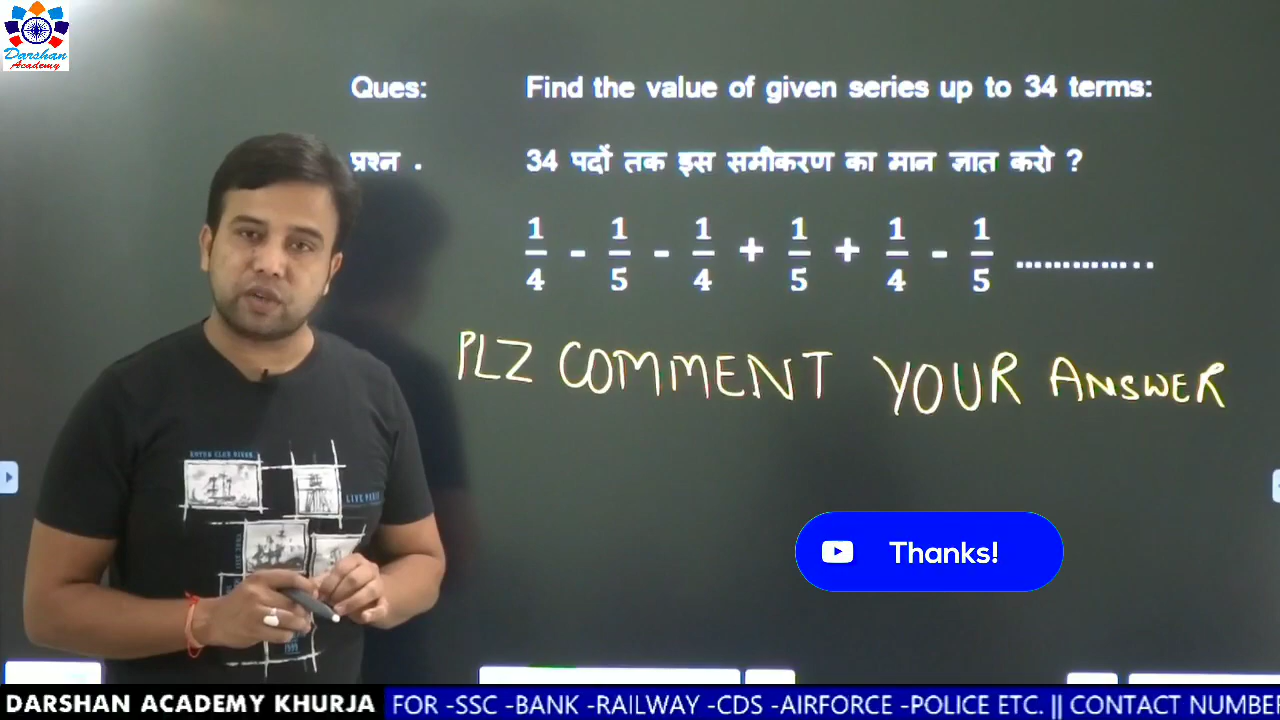 Darshan
Academy
Ques: Find the value of given series up to 34 terms:
प्रश्न . 34 पदों तक इस समीकरण का मान ज्ञात करो ?
1/4 - 1/5 - 1/4 + 1/5 + 1/4 - 1/5 ..............
PLZ COMMENT YOUR ANSWER
LIVE
Thanks!
DARSHAN ACADEMY KHURJA FOR -SSC -BANK -RAILWAY -CDS -AIRFORCE -POLICE ETC. || CONTACT NUMBER